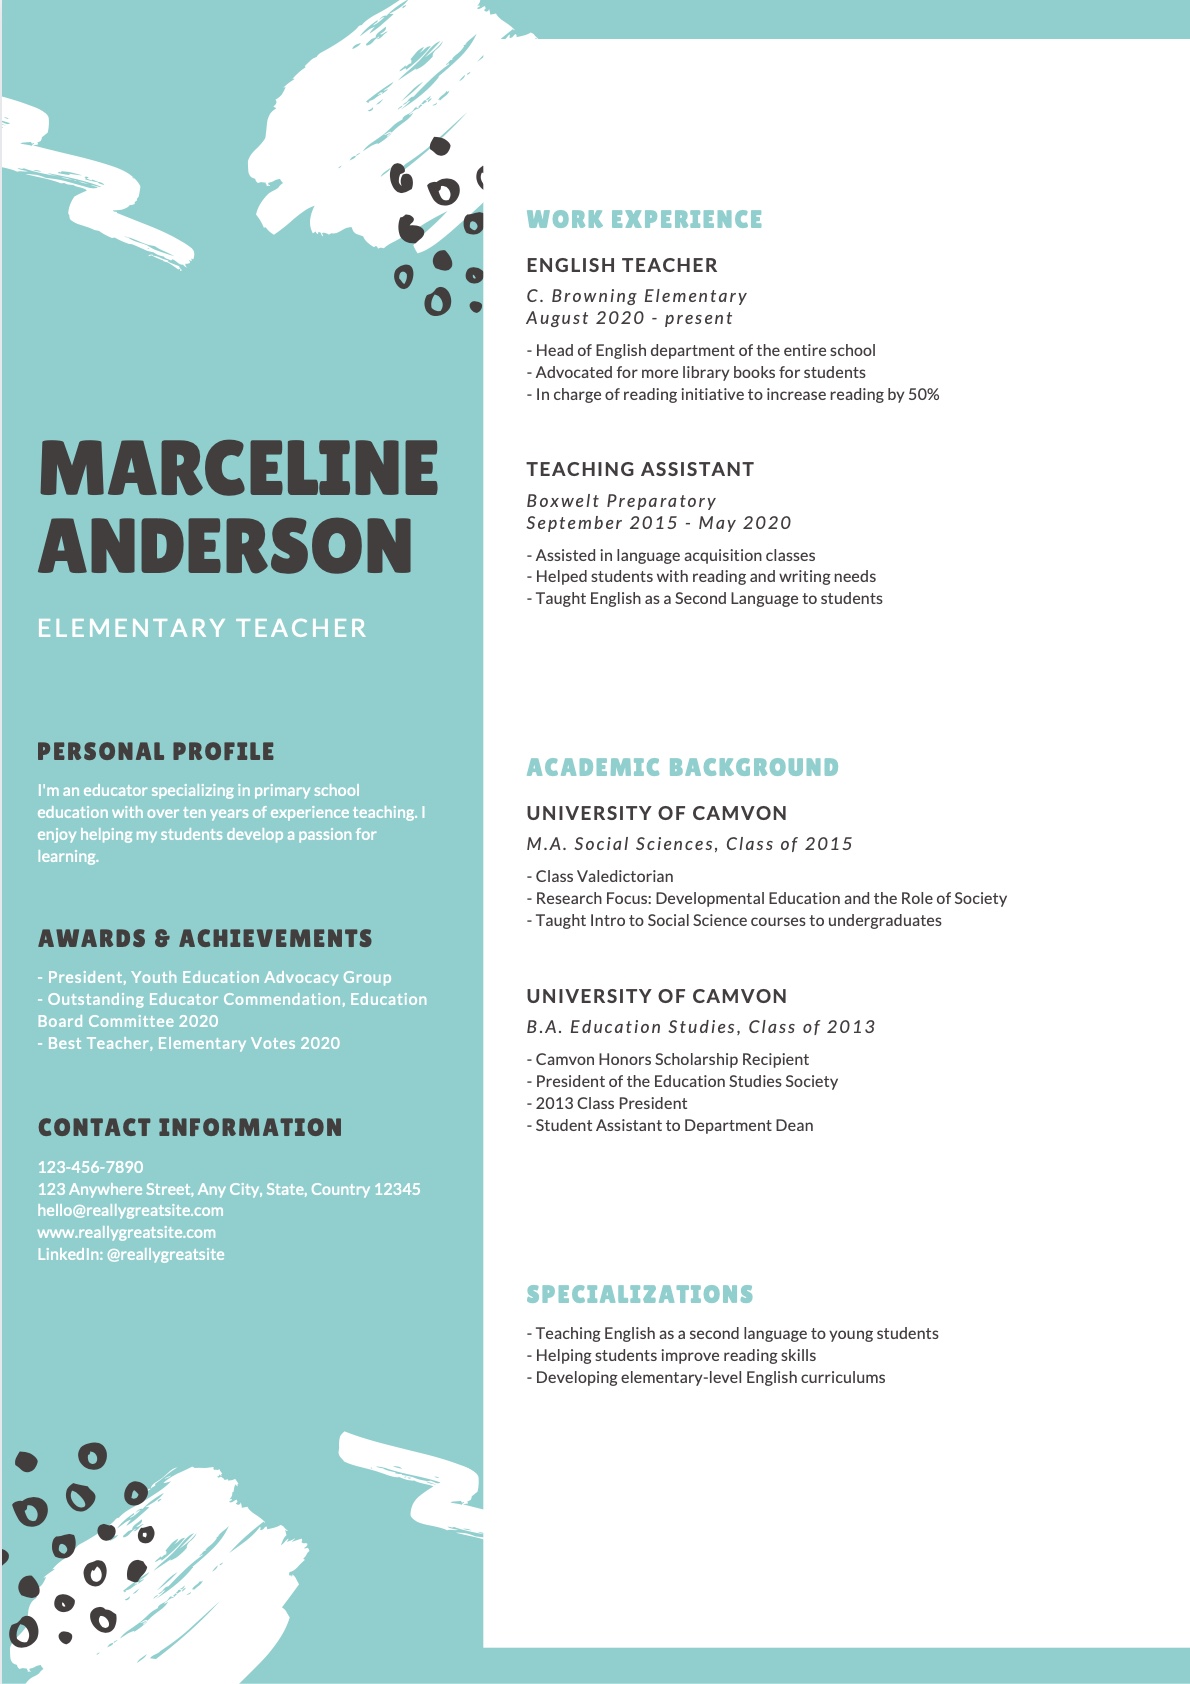 MARCELINE
ANDERSON
ELEMENTARY TEACHER
PERSONAL PROFILE
I'm an educator specializing in primary school
education with over ten years of experience teaching. I
enjoy helping my students develop a passion for
learning.
AWARDS & ACHIEVEMENTS
- President, Youth Education Advocacy Group
- Outstanding Educator Commendation, Education
Board Committee 2020
- Best Teacher, Elementary Votes 2020
CONTACT INFORMATION
123-456-7890
123 Anywhere Street, Any City, State, Country 12345
hello@reallygreatsite.com
www.reallygreatsite.com
LinkedIn: @reallygreatsite
WORK EXPERIENCE
ENGLISH TEACHER
C. Browning Elementary
August 2020 - present
- Head of English department of the entire school
- Advocated for more library books for students
- In charge of reading initiative to increase reading by 50%
TEACHING ASSISTANT
Boxwelt Preparatory
September 2015 - May 2020
- Assisted in language acquisition classes
- Helped students with reading and writing needs
- Taught English as a Second Language to students
ACADEMIC BACKGROUND
UNIVERSITY OF CAMVON
M.A. Social Sciences, Class of 2015
- Class Valedictorian
- Research Focus: Developmental Education and the Role of Society
- Taught Intro to Social Science courses to undergraduates
UNIVERSITY OF CAMVON
B.A. Education Studies, Class of 2013
- Camvon Honors Scholarship Recipient
- President of the Education Studies Society
- 2013 Class President
- Student Assistant to Department Dean
SPECIALIZATIONS
- Teaching English as a second language to young students
- Helping students improve reading skills
- Developing elementary-level English curriculums